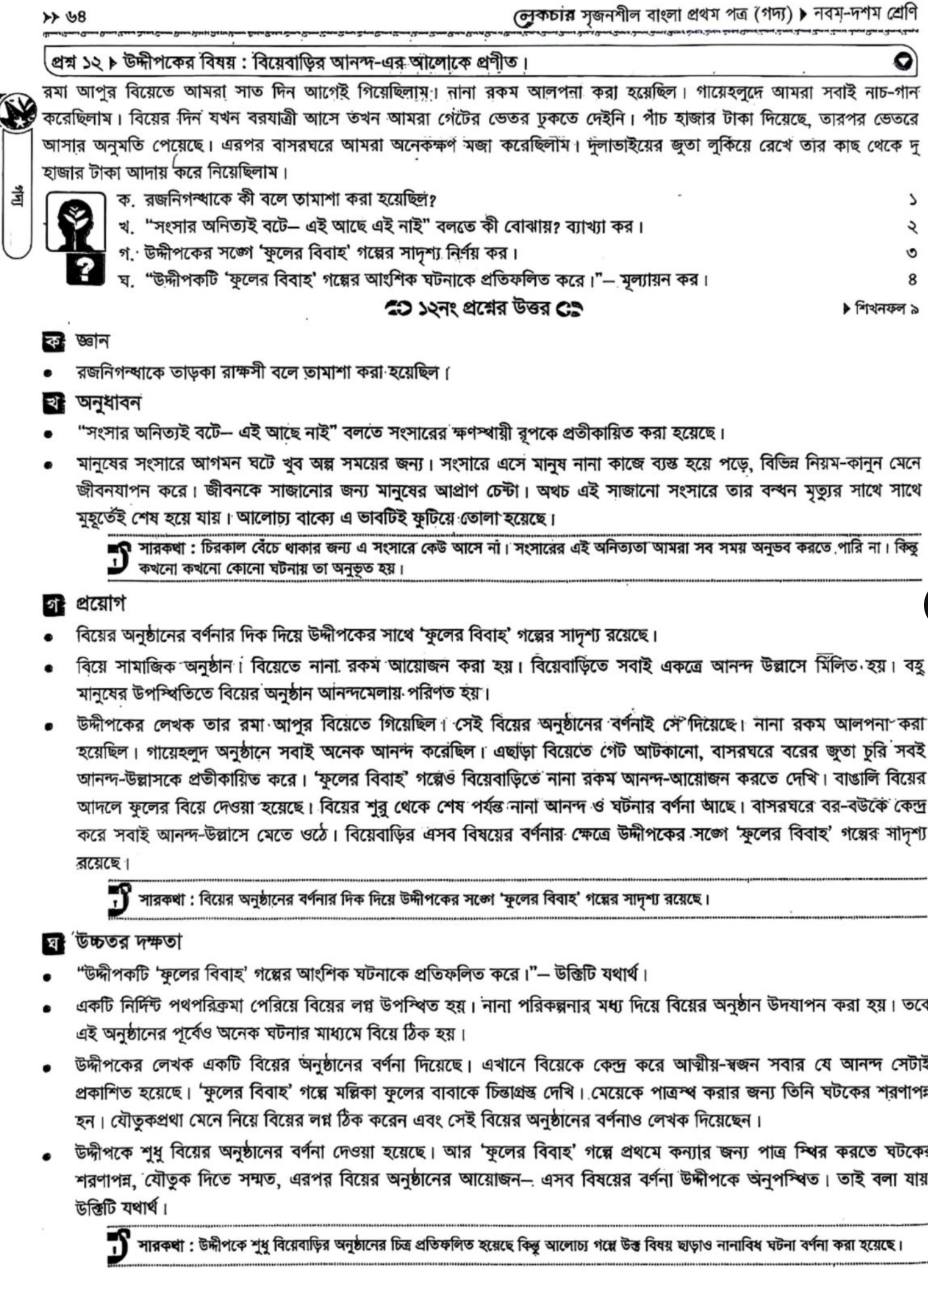 >> ৬৪
লেকচার সৃজনশীল বাংলা প্রথম পত্র (গদ্য) ▶ নবম-দশম শ্রেণি
প্রশ্ন ১২ ▶ উদ্দীপকের বিষয় : বিয়েবাড়ির আনন্দ-এর আলোকে প্রণীত।
রমা আপুর বিয়েতে আমরা সাত দিন আগেই গিয়েছিলাম। নানা রকম আলপনা করা হয়েছিল। গায়েহলুদে আমরা সবাই নাচ-গান
করেছিলাম। বিয়ের দিন যখন বরযাত্রী আসে তখন আমরা গেটের ভেতর ঢুকতে দেইনি। পাঁচ হাজার টাকা দিয়েছে, তারপর ভেতরে
আসার অনুমতি পেয়েছে। এরপর বাসরঘরে আমরা অনেকক্ষণ মজা করেছিলাম। দুলাভাইয়ের জুতা লুকিয়ে রেখে তার কাছ থেকে দু
হাজার টাকা আদায় করে নিয়েছিলাম।
গদ্য
ক. রজনিগন্ধাকে কী বলে তামাশা করা হয়েছিল? ১
খ. “সংসার অনিত্যই বটে– এই আছে এই নাই” বলতে কী বোঝায়? ব্যাখ্যা কর। ২
গ. উদ্দীপকের সঙ্গে ‘ফুলের বিবাহ’ গল্পের সাদৃশ্য নির্ণয় কর। ৩
ঘ. “উদ্দীপকটি ‘ফুলের বিবাহ’ গল্পের আংশিক ঘটনাকে প্রতিফলিত করে।”– মূল্যায়ন কর। ৪
১২নং প্রশ্নের উত্তর
▶ শিখনফল ৯
ক জ্ঞান
● রজনিগন্ধাকে তাড়কা রাক্ষসী বলে তামাশা করা হয়েছিল।
খ অনুধাবন
● “সংসার অনিত্যই বটে– এই আছে নাই” বলতে সংসারের ক্ষণস্থায়ী রূপকে প্রতীকায়িত করা হয়েছে।
● মানুষের সংসারে আগমন ঘটে খুব অল্প সময়ের জন্য। সংসারে এসে মানুষ নানা কাজে ব্যস্ত হয়ে পড়ে, বিভিন্ন নিয়ম-কানুন মেনে
জীবনযাপন করে। জীবনকে সাজানোর জন্য মানুষের আপ্রাণ চেষ্টা। অথচ এই সাজানো সংসারে তার বন্ধন মৃত্যুর সাথে সাথে
মুহূর্তেই শেষ হয়ে যায়। আলোচ্য বাক্যে এ ভাবটিই ফুটিয়ে তোলা হয়েছে।
সারকথা : চিরকাল বেঁচে থাকার জন্য এ সংসারে কেউ আসে না। সংসারের এই অনিত্যতা আমরা সব সময় অনুভব করতে পারি না। কিন্তু
কখনো কখনো কোনো ঘটনায় তা অনুভূত হয়।
গ প্রয়োগ
● বিয়ের অনুষ্ঠানের বর্ণনার দিক দিয়ে উদ্দীপকের সাথে ‘ফুলের বিবাহ’ গল্পের সাদৃশ্য রয়েছে।
● বিয়ে সামাজিক অনুষ্ঠান। বিয়েতে নানা রকম আয়োজন করা হয়। বিয়েবাড়িতে সবাই একত্রে আনন্দ উল্লাসে মিলিত হয়। বহু
মানুষের উপস্থিতিতে বিয়ের অনুষ্ঠান আনন্দমেলায় পরিণত হয়।
● উদ্দীপকের লেখক তার রমা আপুর বিয়েতে গিয়েছিল। সেই বিয়ের অনুষ্ঠানের বর্ণনাই সে দিয়েছে। নানা রকম আলপনা করা
হয়েছিল। গায়েহলুদ অনুষ্ঠানে সবাই অনেক আনন্দ করেছিল। এছাড়া বিয়েতে গেট আটকানো, বাসরঘরে বরের জুতা চুরি সবই
আনন্দ-উল্লাসকে প্রতীকায়িত করে। ‘ফুলের বিবাহ’ গল্পেও বিয়েবাড়িতে নানা রকম আনন্দ-আয়োজন করতে দেখি। বাঙালি বিয়ের
আদলে ফুলের বিয়ে দেওয়া হয়েছে। বিয়ের শুরু থেকে শেষ পর্যন্ত নানা আনন্দ ও ঘটনার বর্ণনা আছে। বাসরঘরে বর-বউকে কেন্দ্র
করে সবাই আনন্দ-উল্লাসে মেতে ওঠে। বিয়েবাড়ির এসব বিষয়ের বর্ণনার ক্ষেত্রে উদ্দীপকের সঙ্গে ‘ফুলের বিবাহ’ গল্পের সাদৃশ্য
রয়েছে।
সারকথা : বিয়ের অনুষ্ঠানের বর্ণনার দিক দিয়ে উদ্দীপকের সঙ্গে ‘ফুলের বিবাহ’ গল্পের সাদৃশ্য রয়েছে।
ঘ উচ্চতর দক্ষতা
● “উদ্দীপকটি ‘ফুলের বিবাহ’ গল্পের আংশিক ঘটনাকে প্রতিফলিত করে।”– উক্তিটি যথার্থ।
● একটি নির্দিষ্ট পথপরিক্রমা পেরিয়ে বিয়ের লগ্ন উপস্থিত হয়। নানা পরিকল্পনার মধ্য দিয়ে বিয়ের অনুষ্ঠান উদযাপন করা হয়। তবে
এই অনুষ্ঠানের পূর্বেও অনেক ঘটনার মাধ্যমে বিয়ে ঠিক হয়।
● উদ্দীপকের লেখক একটি বিয়ের অনুষ্ঠানের বর্ণনা দিয়েছে। এখানে বিয়েকে কেন্দ্র করে আত্মীয়-স্বজন সবার যে আনন্দ সেটাই
প্রকাশিত হয়েছে। ‘ফুলের বিবাহ’ গল্পে মল্লিকা ফুলের বাবাকে চিন্তাগ্রস্ত দেখি। মেয়েকে পাত্রস্থ করার জন্য তিনি ঘটকের শরণাপন্ন
হন। যৌতুকপ্রথা মেনে নিয়ে বিয়ের লগ্ন ঠিক করেন এবং সেই বিয়ের অনুষ্ঠানের বর্ণনাও লেখক দিয়েছেন।
● উদ্দীপকে শুধু বিয়ের অনুষ্ঠানের বর্ণনা দেওয়া হয়েছে। আর ‘ফুলের বিবাহ’ গল্পে প্রথমে কন্যার জন্য পাত্র স্থির করতে ঘটকের
শরণাপন্ন, যৌতুক দিতে সম্মত, এরপর বিয়ের অনুষ্ঠানের আয়োজন– এসব বিষয়ের বর্ণনা উদ্দীপকে অনুপস্থিত। তাই বলা যায়
উক্তিটি যথার্থ।
সারকথা : উদ্দীপকে শুধু বিয়েবাড়ির অনুষ্ঠানের চিত্র প্রতিফলিত হয়েছে কিন্তু আলোচ্য গল্পে উক্ত বিষয় ছাড়াও নানাবিধ ঘটনা বর্ণনা করা হয়েছে।